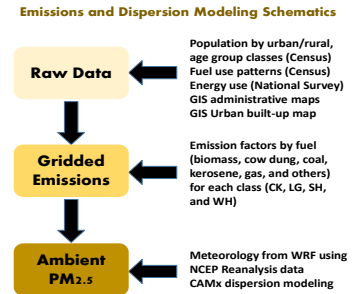 Emissions and Dispersion Modeling Schematics
Raw Data
Population by urban/rural,
age group classes (Census)
Fuel use patterns (Census)
Energy use (National Survey)
GIS administrative maps
GIS Urban built-up map
Gridded
Emissions
Emission factors by fuel
(biomass, cow dung, coal,
kerosene, gas, and others)
for each class (CK, LG, SH,
and WH)
Ambient
PM2.5
Meteorology from WRF using
NCEP Reanalysis data
CAMx dispersion modeling